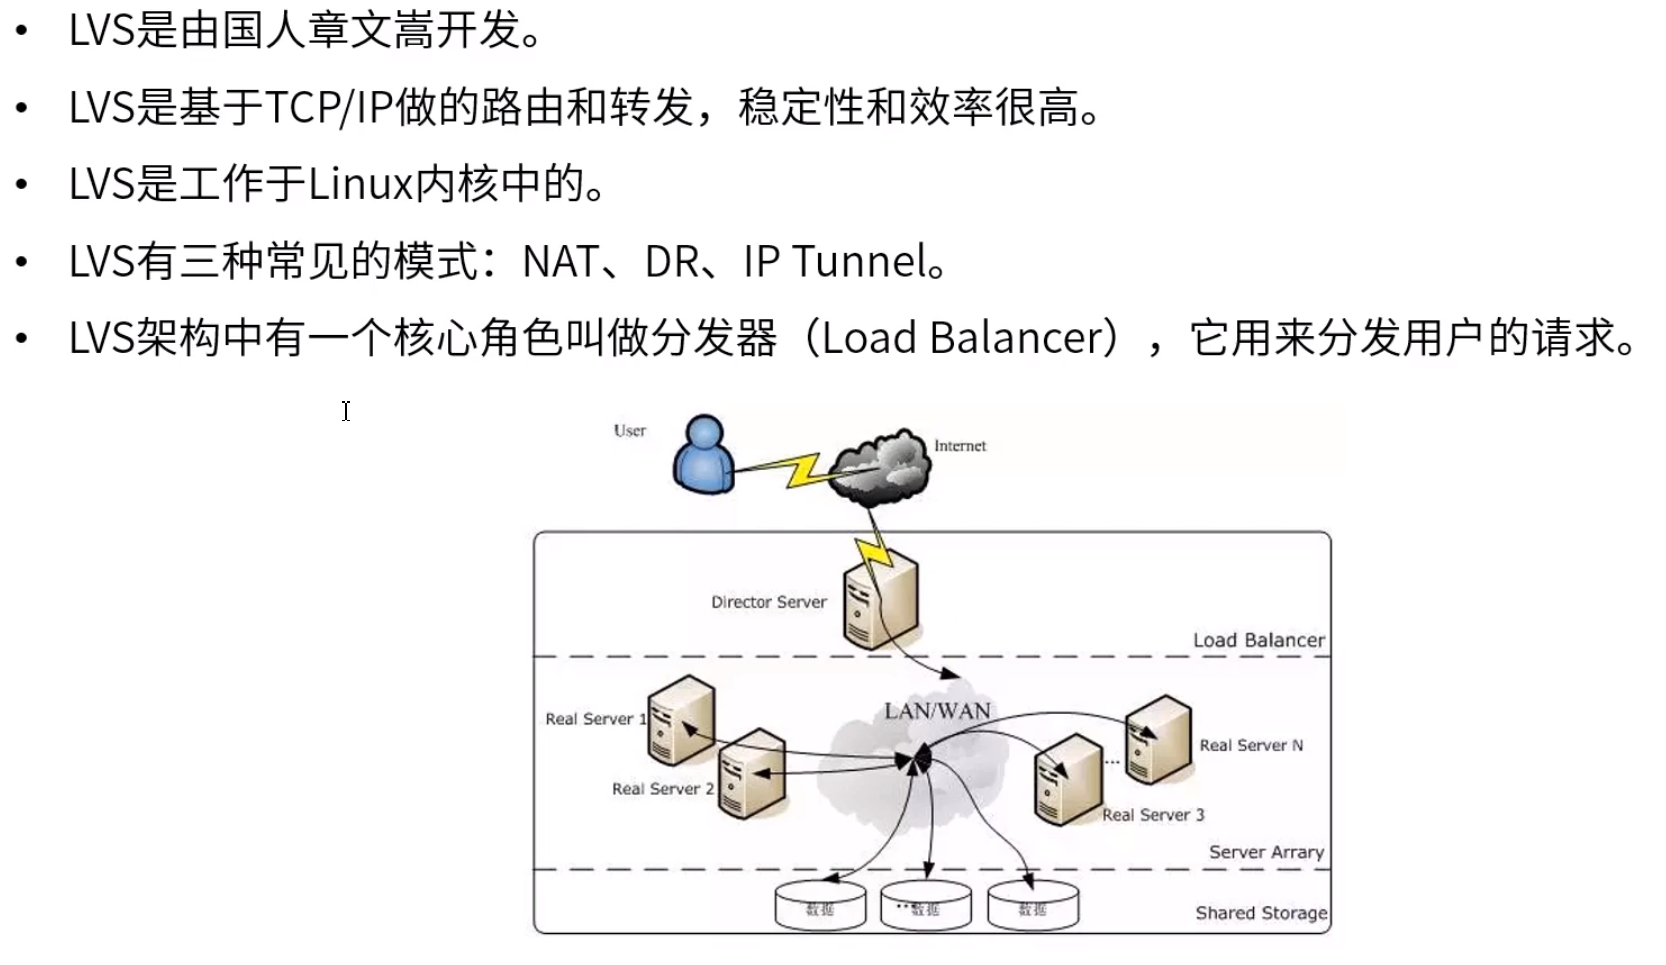 • LVS是由国人章文嵩开发。
• LVS是基于TCP/IP做的路由和转发，稳定性和效率很高。
• LVS是工作于Linux内核中的。
• LVS有三种常见的模式：NAT、DR、IP Tunnel。
• LVS架构中有一个核心角色叫做分发器（Load Balancer），它用来分发用户的请求。
User
Internet
Director Server
Load Balancer
LAN/WAN
Real Server 1
Real Server N
...
Real Server 2
Real Server 3
Server Arrary
数据
...数据
数据
Shared Storage